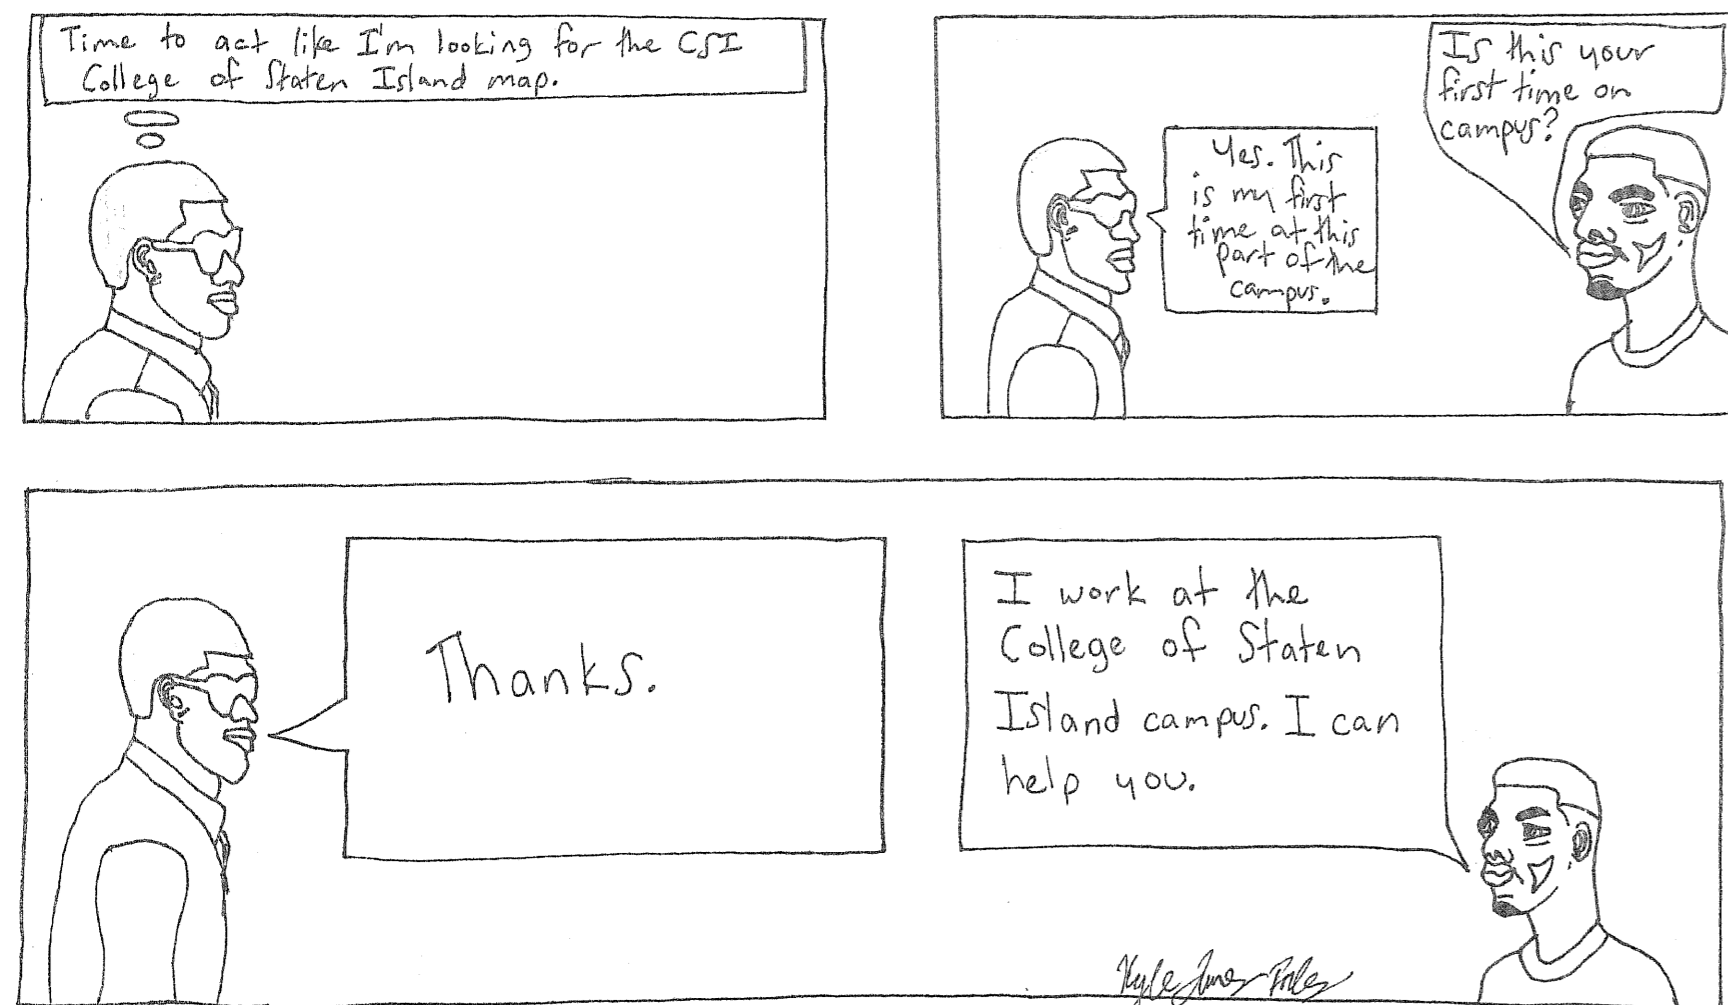 Time to act like I'm looking for the CSI
College of Staten Island map.
Is this your
first time on
campus?
Yes. This
is my first
time at this
part of the
campus.
Thanks.
I work at the
College of Staten
Island campus. I can
help you.
Kyle James